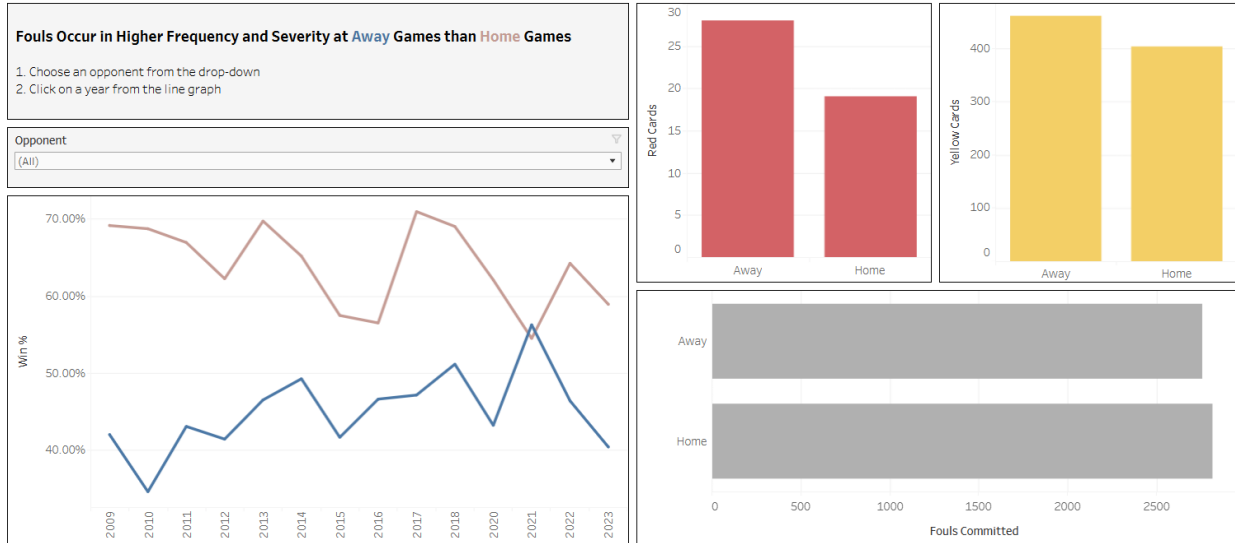 Fouls Occur in Higher Frequency and Severity at Away Games than Home Games
1. Choose an opponent from the drop-down
2. Click on a year from the line graph
Opponent
(All)
Win %
70.00%
60.00%
50.00%
40.00%
2009
2010
2011
2012
2013
2014
2015
2016
2017
2018
2020
2021
2022
2023
Red Cards
30
25
20
15
10
5
0
Away
Home
Yellow Cards
400
300
200
100
0
Away
Home
Away
Home
0
500
1000
1500
2000
2500
Fouls Committed